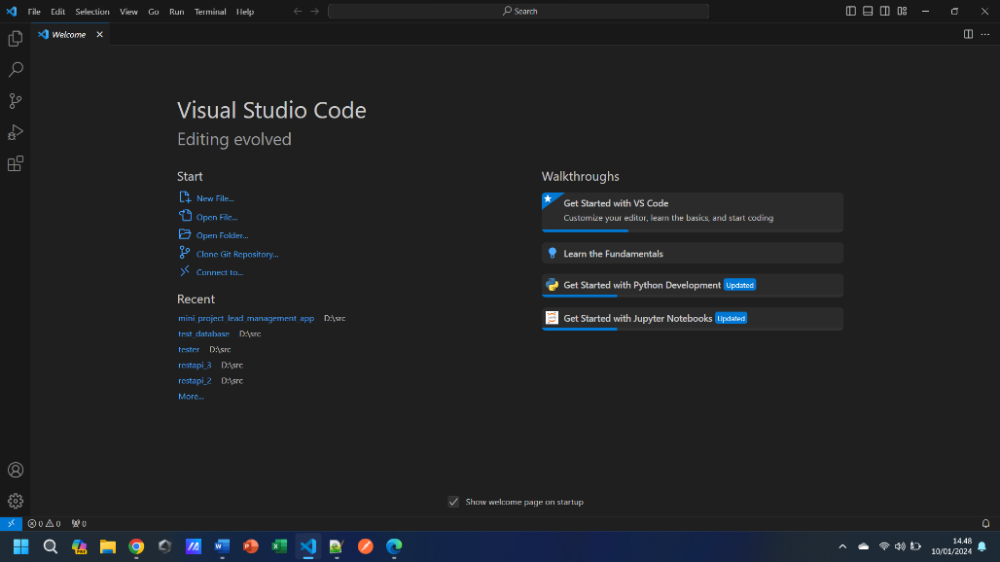 File Edit Selection View Go Run Terminal Help
Search
Welcome
Visual Studio Code
Editing evolved
Start
New File...
Open File...
Open Folder...
Clone Git Repository...
Connect to...
Recent
mini_project_lead_management_app D:\src
test_database D:\src
tester D:\src
restapi_3 D:\src
restapi_2 D:\src
More...
Walkthroughs
Get Started with VS Code
Customize your editor, learn the basics, and start coding
Learn the Fundamentals
Get Started with Python Development Updated
Get Started with Jupyter Notebooks Updated
Show welcome page on startup
0 0 0
14.48
10/01/2024